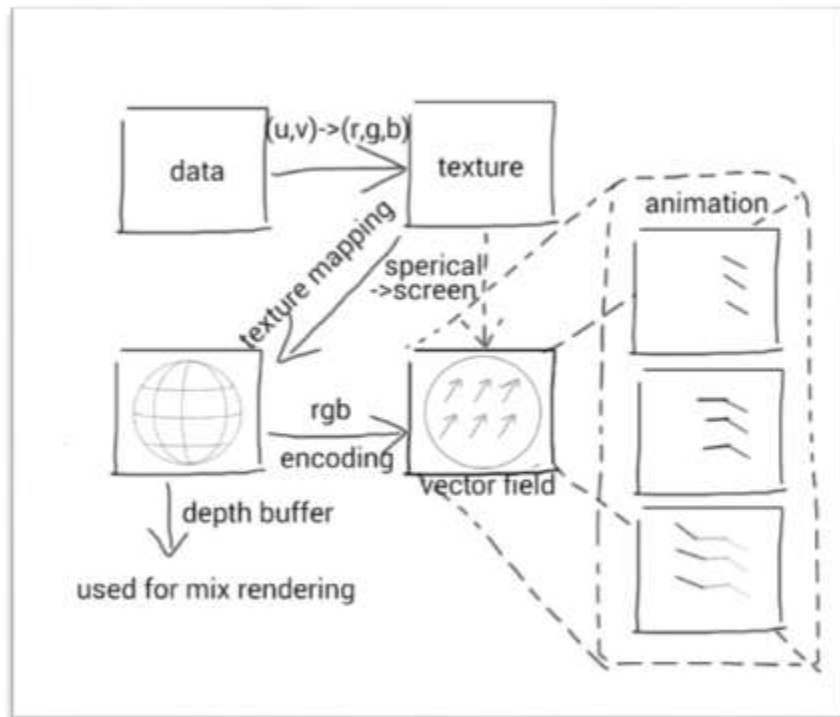 (u,v)->(r,g,b)
data
texture
animation
texture mapping
sperical
->screen
rgb
encoding
vector field
depth buffer
used for mix rendering